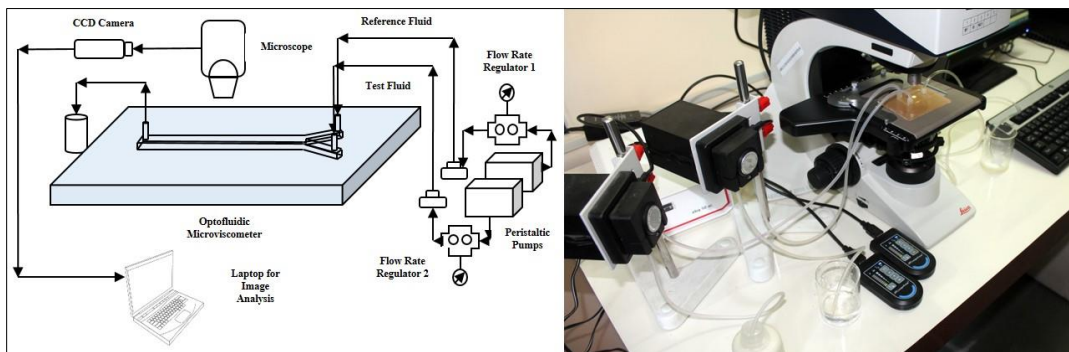 CCD Camera
Reference Fluid
Microscope
Flow Rate
Regulator 1
Test Fluid
Optofluidic
Microviscometer
Peristaltic
Pumps
Flow Rate
Regulator 2
Laptop for
Image
Analysis
Leica